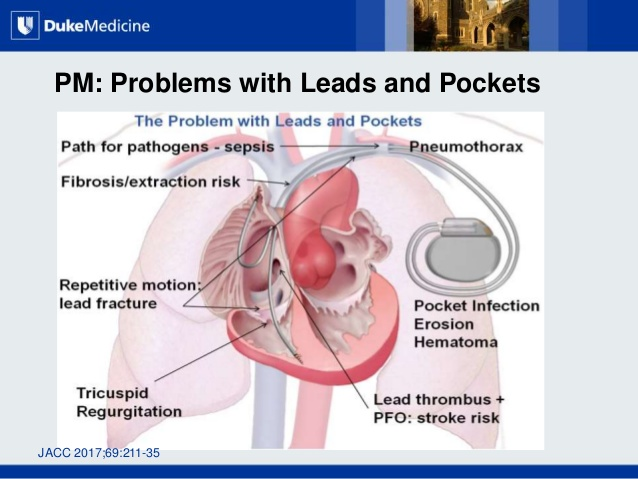 DukeMedicine
PM: Problems with Leads and Pockets
The Problem with Leads and Pockets
Path for pathogens - sepsis
Pneumothorax
Fibrosis/extraction risk
Repetitive motion:
lead fracture
Pocket Infection
Erosion
Hematoma
Tricuspid
Regurgitation
Lead thrombus +
PFO: stroke risk
JACC 2017;69:211-35